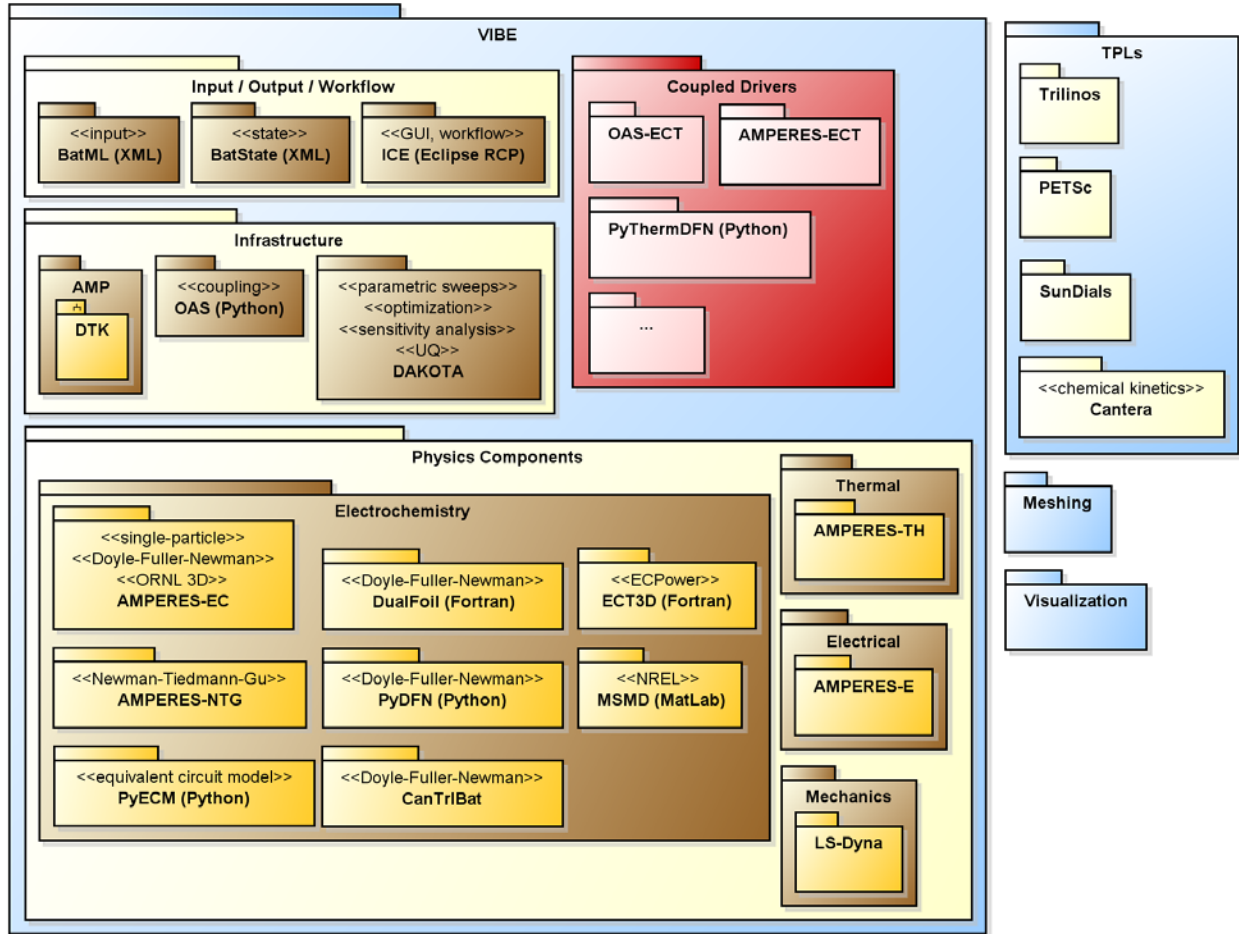 VIBE
Input / Output / Workflow
<<input>>
BatML (XML)
<<state>>
BatState (XML)
<<GUI, workflow>>
ICE (Eclipse RCP)
Coupled Drivers
OAS-ECT
AMPERES-ECT
PyThermDFN (Python)
...
Infrastructure
AMP
DTK
<<coupling>>
OAS (Python)
<<parametric sweeps>>
<<optimization>>
<<sensitivity analysis>>
<<UQ>>
DAKOTA
Physics Components
Electrochemistry
<<single-particle>>
<<Doyle-Fuller-Newman>>
<<ORNL 3D>>
AMPERES-EC
<<Doyle-Fuller-Newman>>
DualFoil (Fortran)
<<ECPower>>
ECT3D (Fortran)
<<Newman-Tiedmann-Gu>>
AMPERES-NTG
<<Doyle-Fuller-Newman>>
PyDFN (Python)
<<NREL>>
MSMD (MatLab)
<<equivalent circuit model>>
PyECM (Python)
<<Doyle-Fuller-Newman>>
CanTrIBat
Thermal
AMPERES-TH
Electrical
AMPERES-E
Mechanics
LS-Dyna
TPLs
Trilinos
PETSc
SunDials
<<chemical kinetics>>
Cantera
Meshing
Visualization